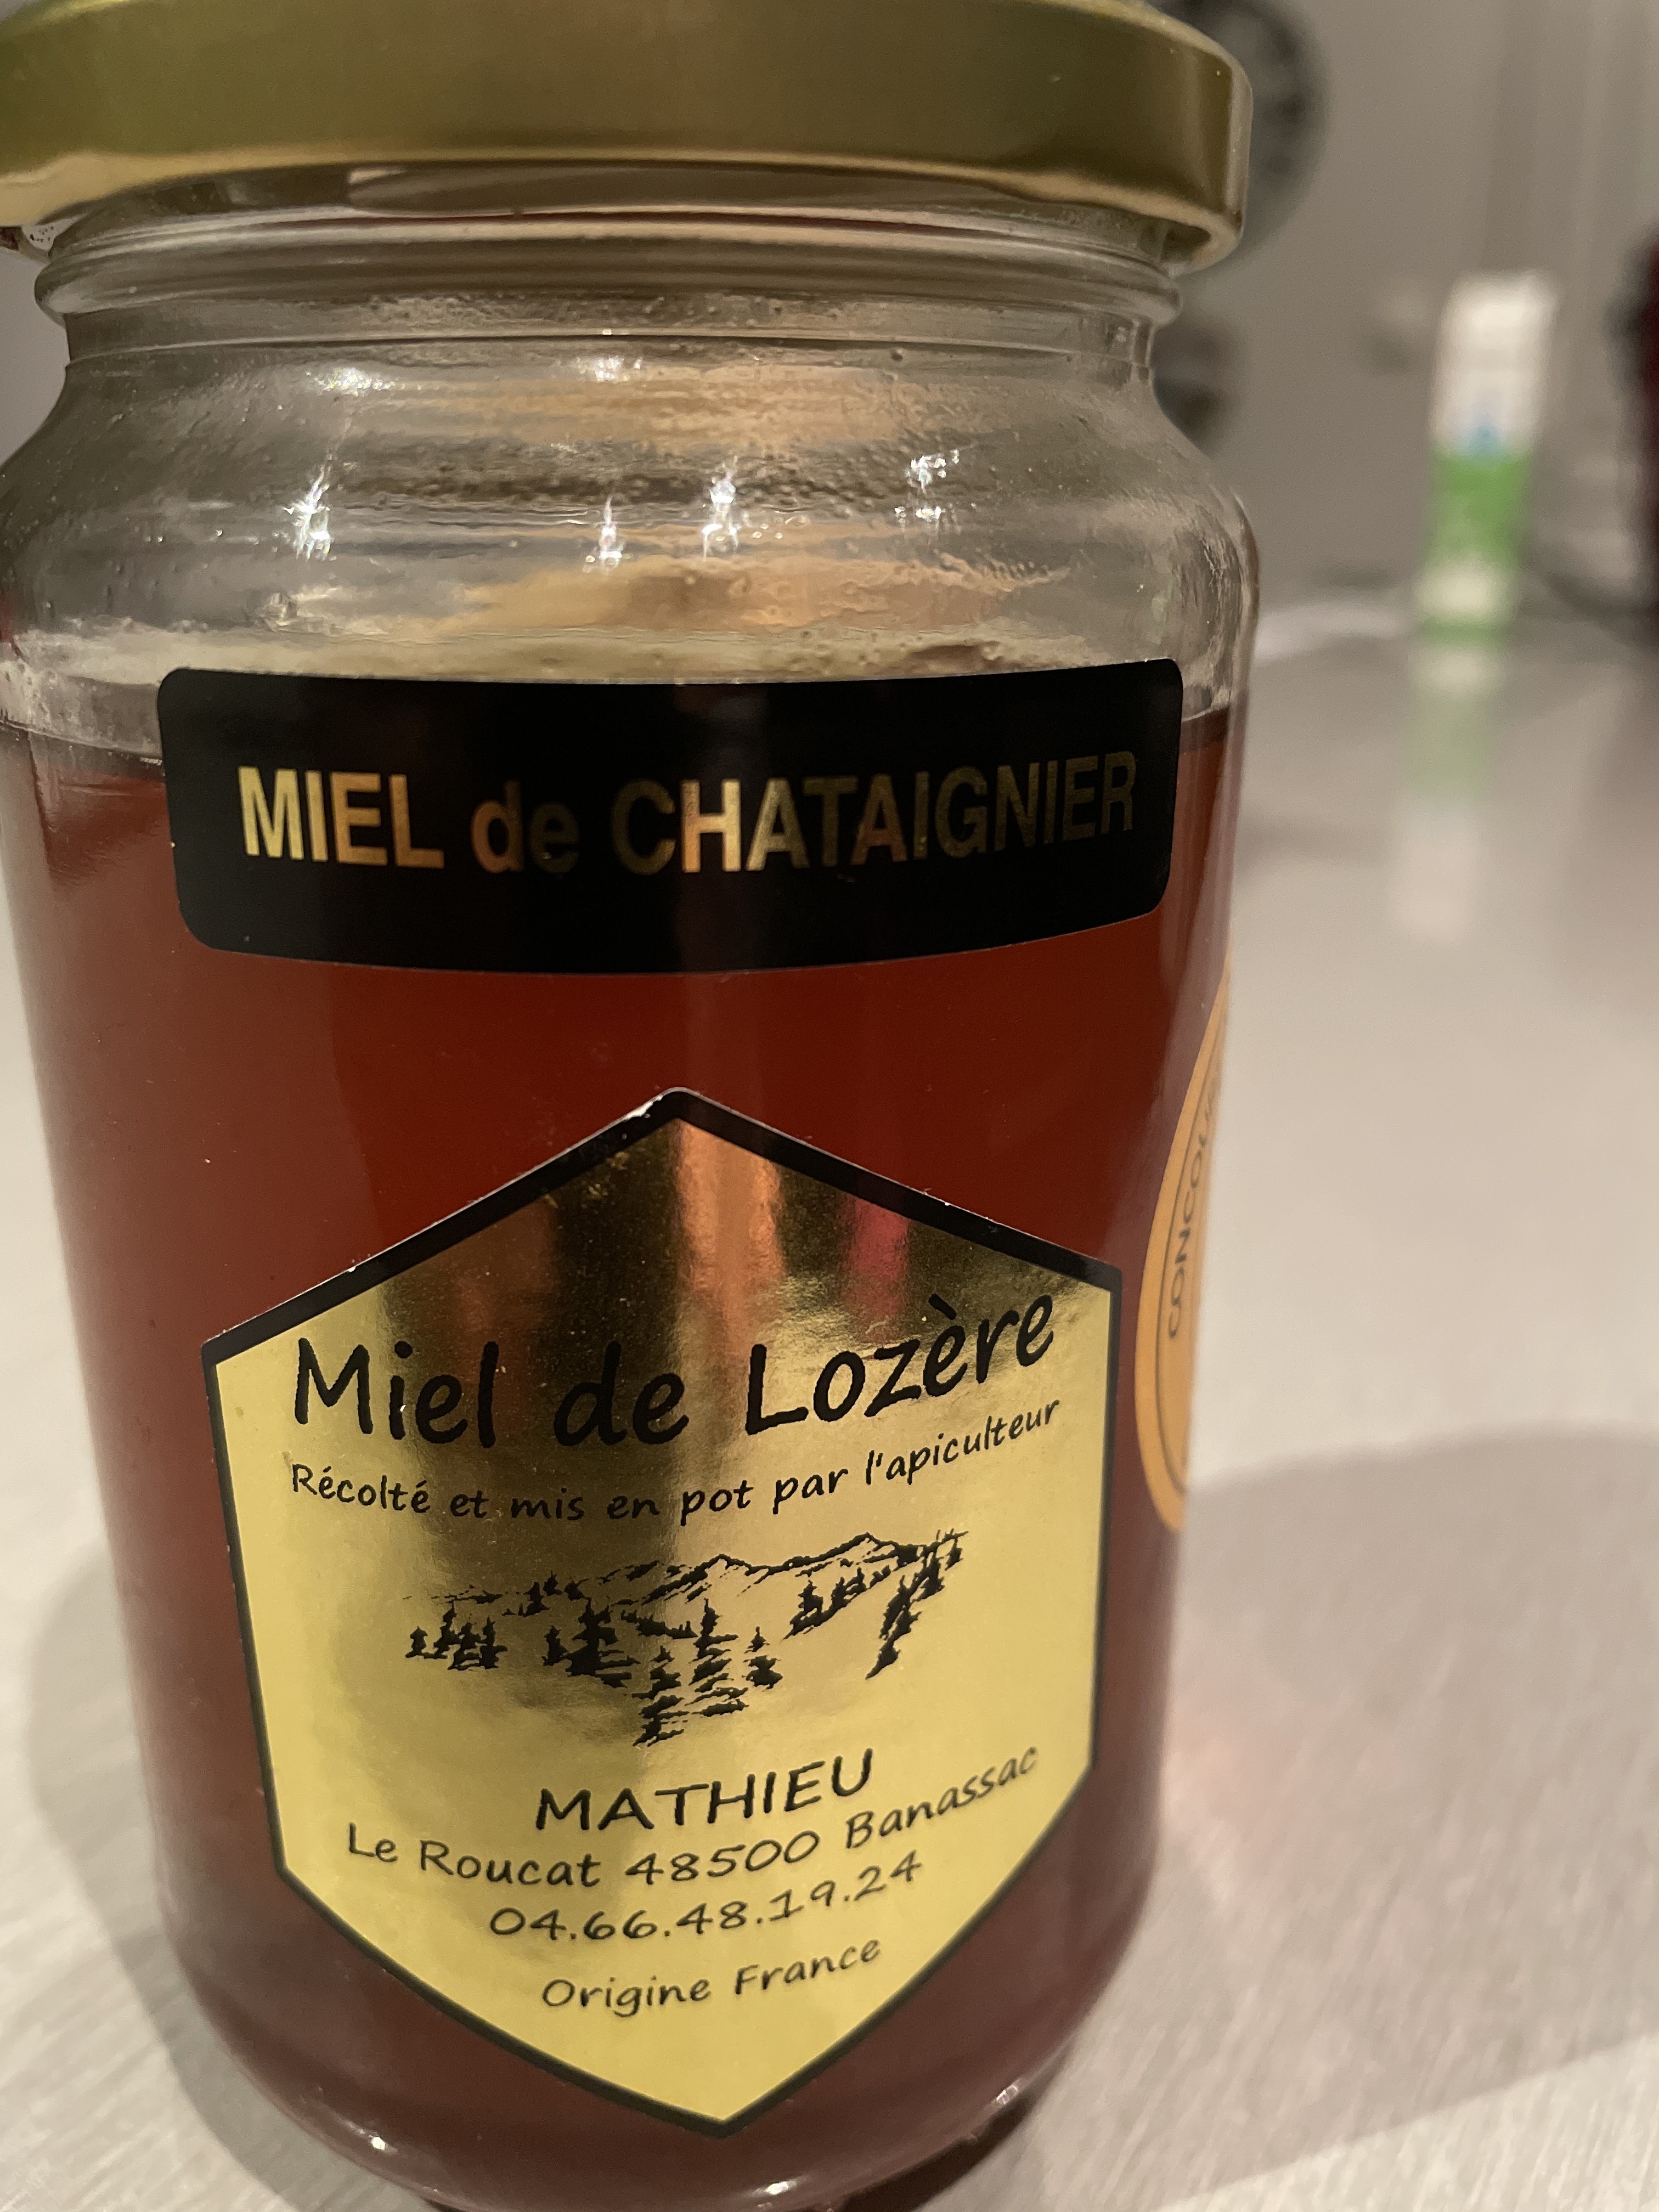 MIEL de CHATAIGNIER
Miel de Lozère
Récolté et mis en pot par l'apiculteur
MATHIEU
Le Roucat 48500 Banassac
04.66.48.19.24
Origine France